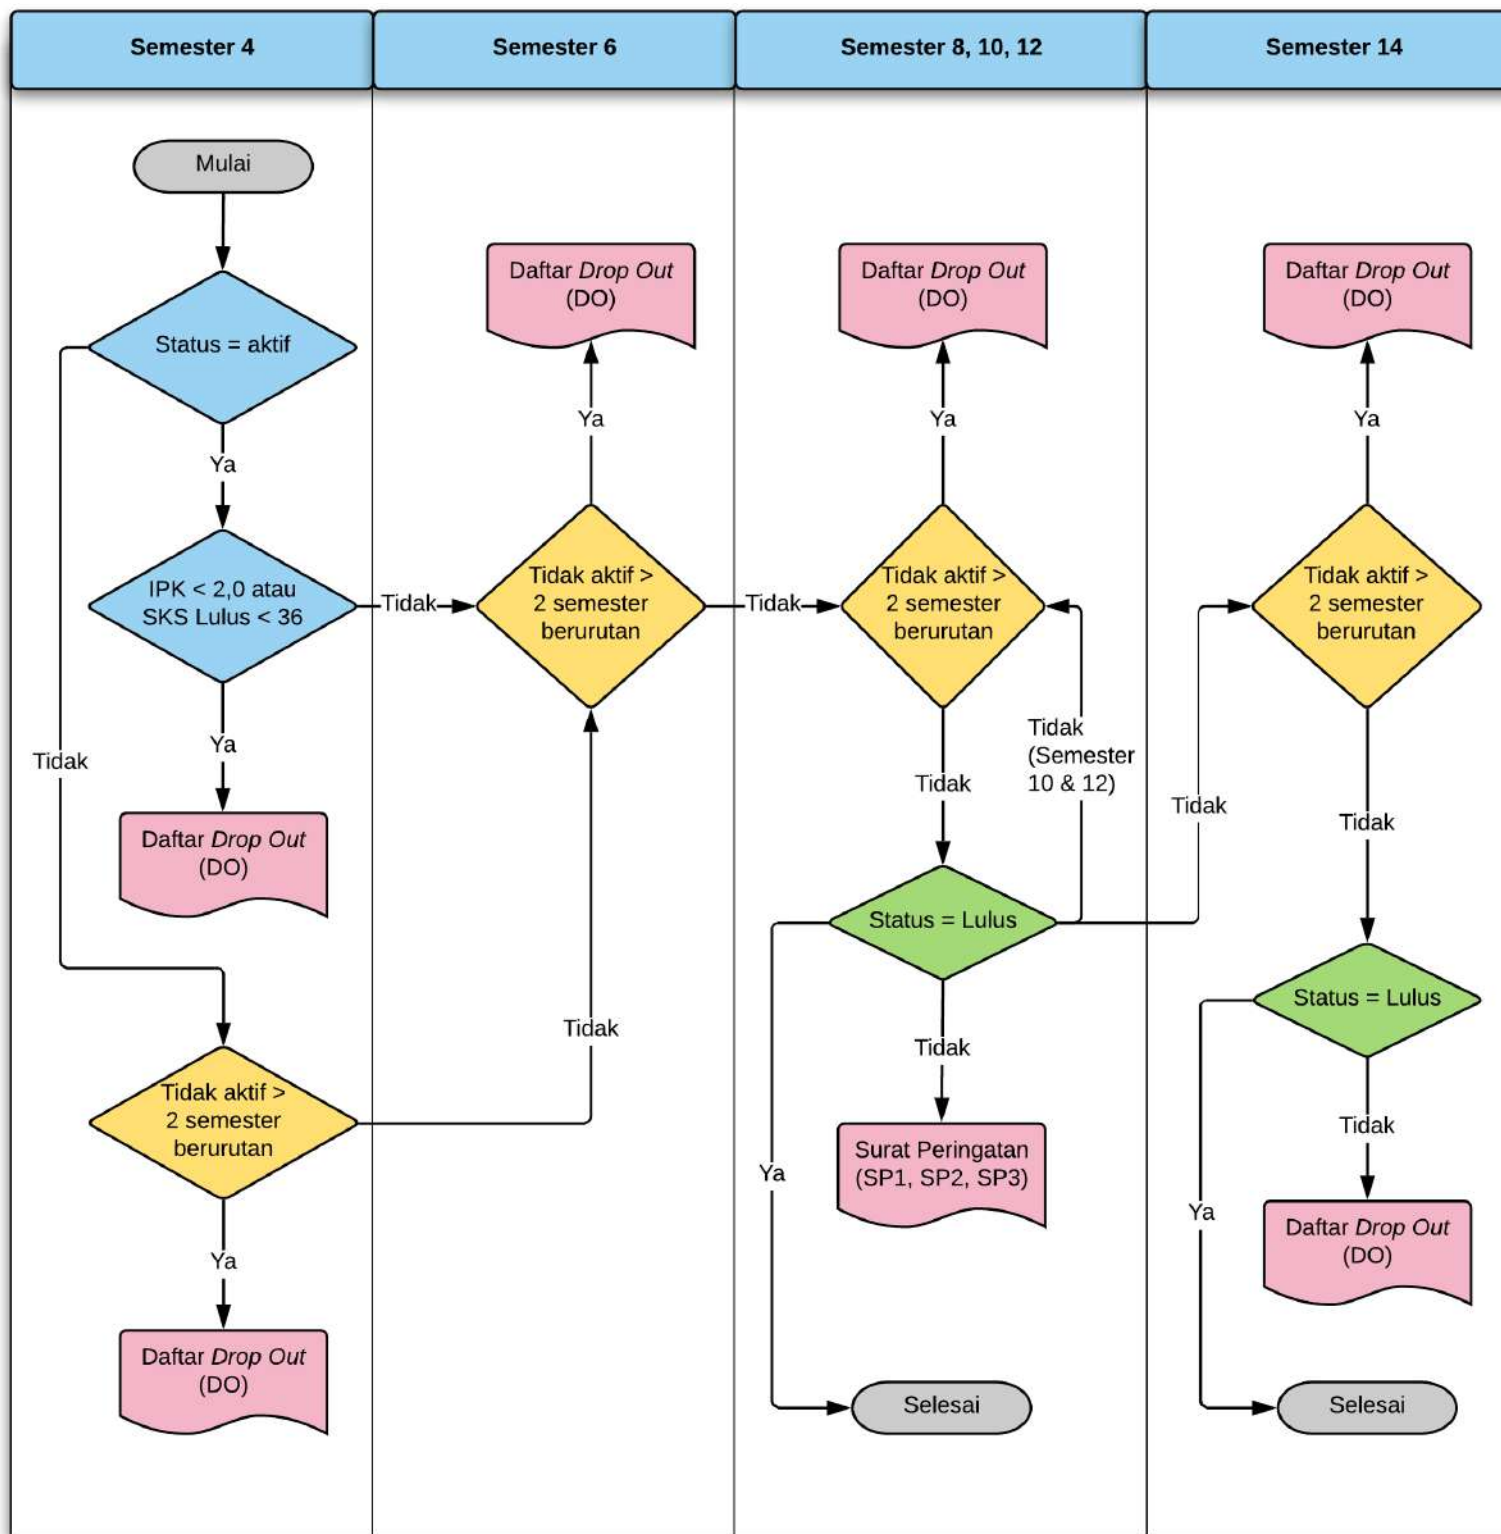 Semester 4
Semester 6
Semester 8, 10, 12
Semester 14
Mulai
Status = aktif
Ya
IPK < 2,0 atau
SKS Lulus < 36
Tidak
Ya
Daftar Drop Out
(DO)
Tidak
Tidak aktif >
2 semester
berurutan
Ya
Daftar Drop Out
(DO)
Tidak
Daftar Drop Out
(DO)
Ya
Tidak aktif >
2 semester
berurutan
Tidak
Daftar Drop Out
(DO)
Ya
Tidak aktif >
2 semester
berurutan
Tidak
Tidak
(Semester
10 & 12)
Status = Lulus
Tidak
Surat Peringatan
(SP1, SP2, SP3)
Ya
Selesai
Tidak
Daftar Drop Out
(DO)
Ya
Tidak aktif >
2 semester
berurutan
Tidak
Status = Lulus
Tidak
Daftar Drop Out
(DO)
Ya
Selesai